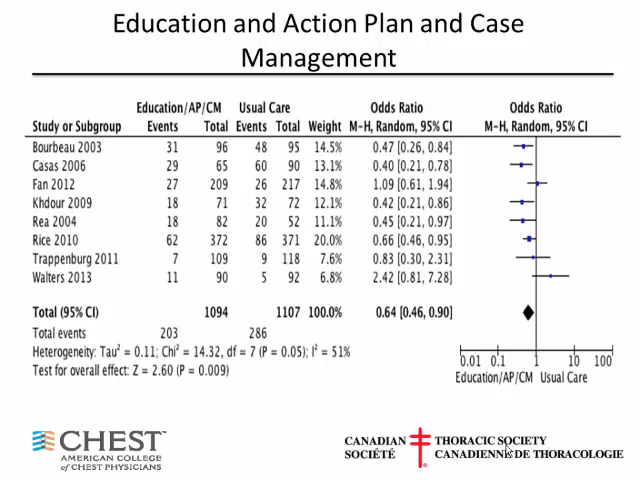 Education and Action Plan and Case
Management
Education/AP/CM Usual Care Odds Ratio Odds Ratio
Study or Subgroup Events Total Events Total Weight M-H, Random, 95% CI M-H, Random, 95% CI
Bourbeau 2003 31 96 48 95 14.5% 0.47 [0.26, 0.84]
Casas 2006 29 65 60 90 13.1% 0.40 [0.21, 0.78]
Fan 2012 27 209 26 217 14.8% 1.09 [0.61, 1.94]
Khdour 2009 18 71 32 72 12.1% 0.42 [0.21, 0.86]
Rea 2004 18 82 20 52 11.1% 0.45 [0.21, 0.97]
Rice 2010 62 372 86 371 20.0% 0.66 [0.46, 0.95]
Trappenburg 2011 7 109 9 118 7.6% 0.83 [0.30, 2.31]
Walters 2013 11 90 5 92 6.8% 2.42 [0.81, 7.28]
Total (95% CI) 1094 1107 100.0% 0.64 [0.46, 0.90]
Total events 203 286
Heterogeneity: Tau² = 0.11; Chi² = 14.32, df = 7 (P = 0.05); I² = 51%
Test for overall effect: Z = 2.60 (P = 0.009)
0.01 0.1 1 10 100
Education/AP/CM Usual Care
CHEST™
AMERICAN COLLEGE
of CHEST PHYSICIANS
CANADIAN THORACIC SOCIETY
SOCIÉTÉ CANADIENNE DE THORACOLOGIE